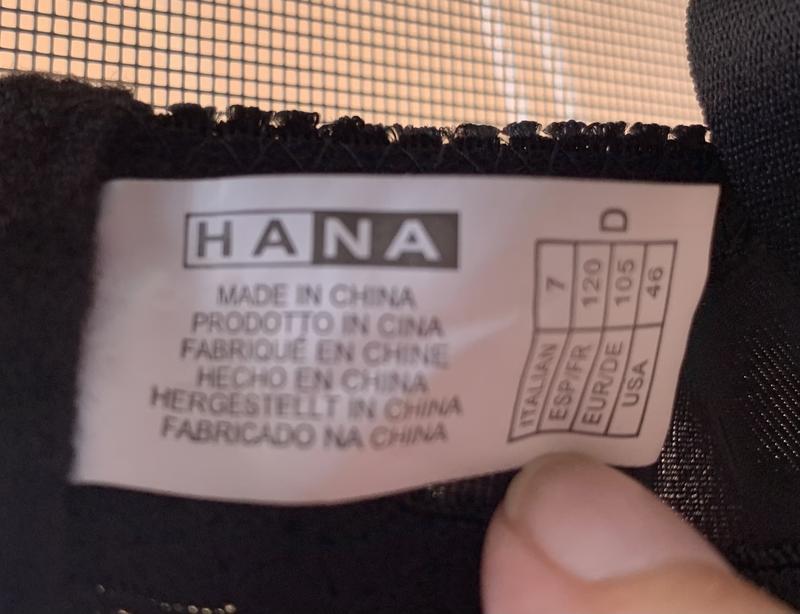 HANA
MADE IN CHINA
PRODOTTO IN CINA
FABRIQUÉ EN CHINE
HECHO EN CHINA
HERGESTELLT IN CHINA
FABRICADO NA CHINA
D
ITALIAN 7
ESP/FR 120
EUR/DE 105
USA 46